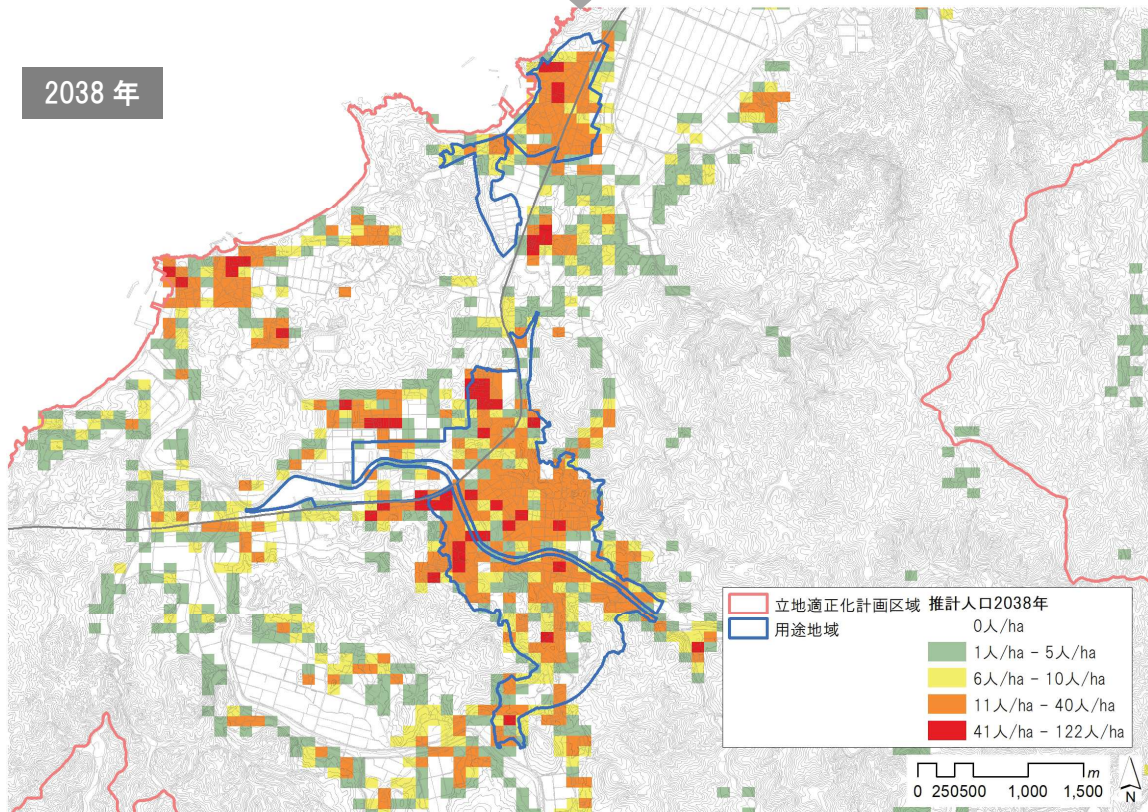 2038 年
立地適正化計画区域
用途地域
推計人口2038年
0人/ha
1人/ha - 5人/ha
6人/ha - 10人/ha
11人/ha - 40人/ha
41人/ha - 122人/ha
m
0 250500 1,000 1,500
N